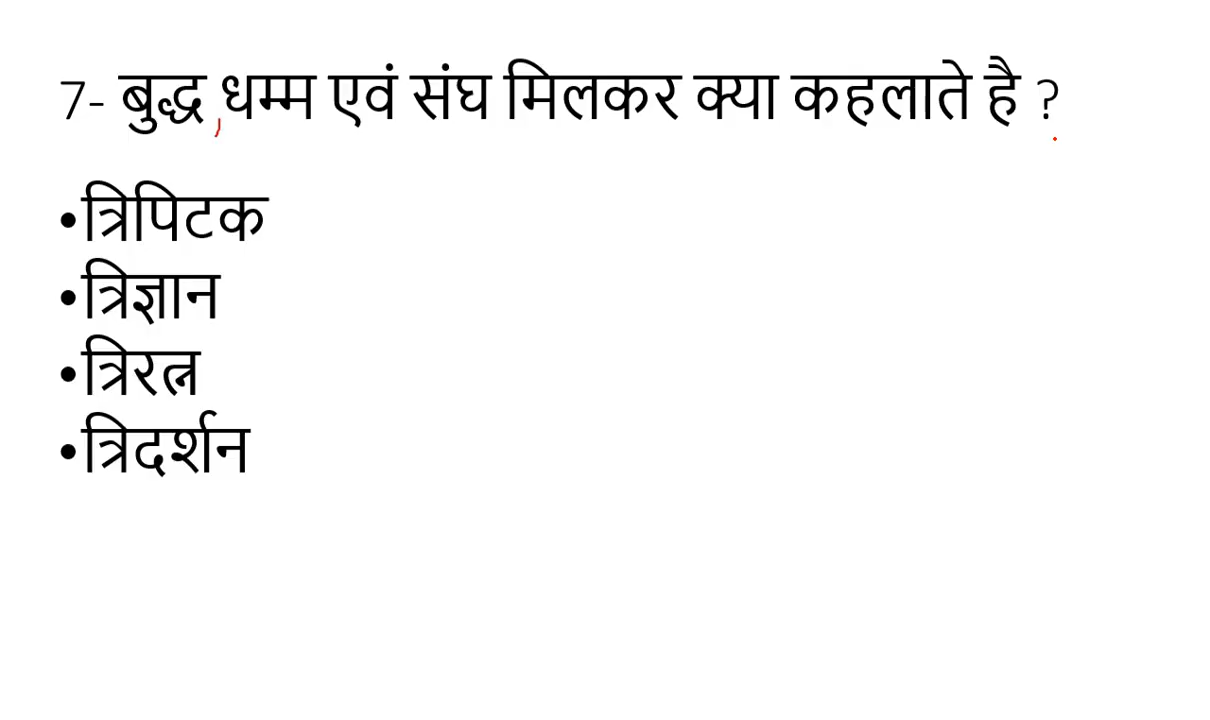 7- बुद्ध ,धम्म एवं संघ मिलकर क्या कहलाते है ?
•त्रिपिटक
•त्रिज्ञान
•त्रिरत्न
•त्रिदर्शन